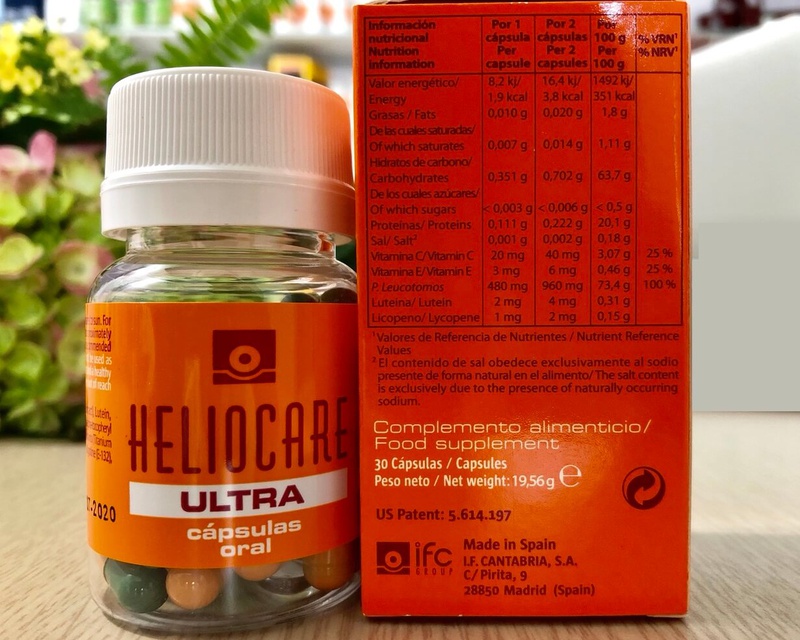 HELIOCARE
ULTRA
cápsulas
oral
-2020
Información nutricional Nutrition Information Por 1 cápsula Per capsule Por 2 cápsulas Per 2 capsules Por 100 g Per 100 g % VRN¹ % NRV¹
Valor energético/ 8,2 kj/ 16,4 kj/ 1492 kj/
Energy 1,9 kcal 3,8 kcal 351 kcal
Grasas / Fats 0,010 g 0,020 g 1,8 g
De las cuales saturadas/
Of which saturates 0,007 g 0,014 g 1,11 g
Hidratos de carbono/
Carbohydrates 0,351 g 0,702 g 63,7 g
De los cuales azúcares/
Of which sugars < 0,003 g < 0,006 g < 0,5 g
Proteínas/ Proteins 0,111 g 0,222 g 20,1 g
Sal/ Salt² 0,001 g 0,002 g 0,18 g
Vitamina C/Vitamin C 20 mg 40 mg 3,07 g 25 %
Vitamina E/Vitamin E 3 mg 6 mg 0,46 g 25 %
P. Leucotomos 480 mg 960 mg 73,4 g 100 %
Luteína/ Lutein 2 mg 4 mg 0,31 g
Licopeno/ Lycopene 1 mg 2 mg 0,15 g
¹Valores de Referencia de Nutrientes / Nutrient Reference
Values
² El contenido de sal obedece exclusivamente al sodio
presente de forma natural en el alimento/ The salt content
is exclusively due to the presence of naturally occurring
sodium.
Complemento alimenticio/
Food supplement
30 Cápsulas / Capsules
Peso neto / Net weight: 19,56 g ℮
US Patent: 5.614.197
ifc
GROUP
Made in Spain
I.F. CANTABRIA, S.A.
C/ Pirita, 9
28850 Madrid (Spain)